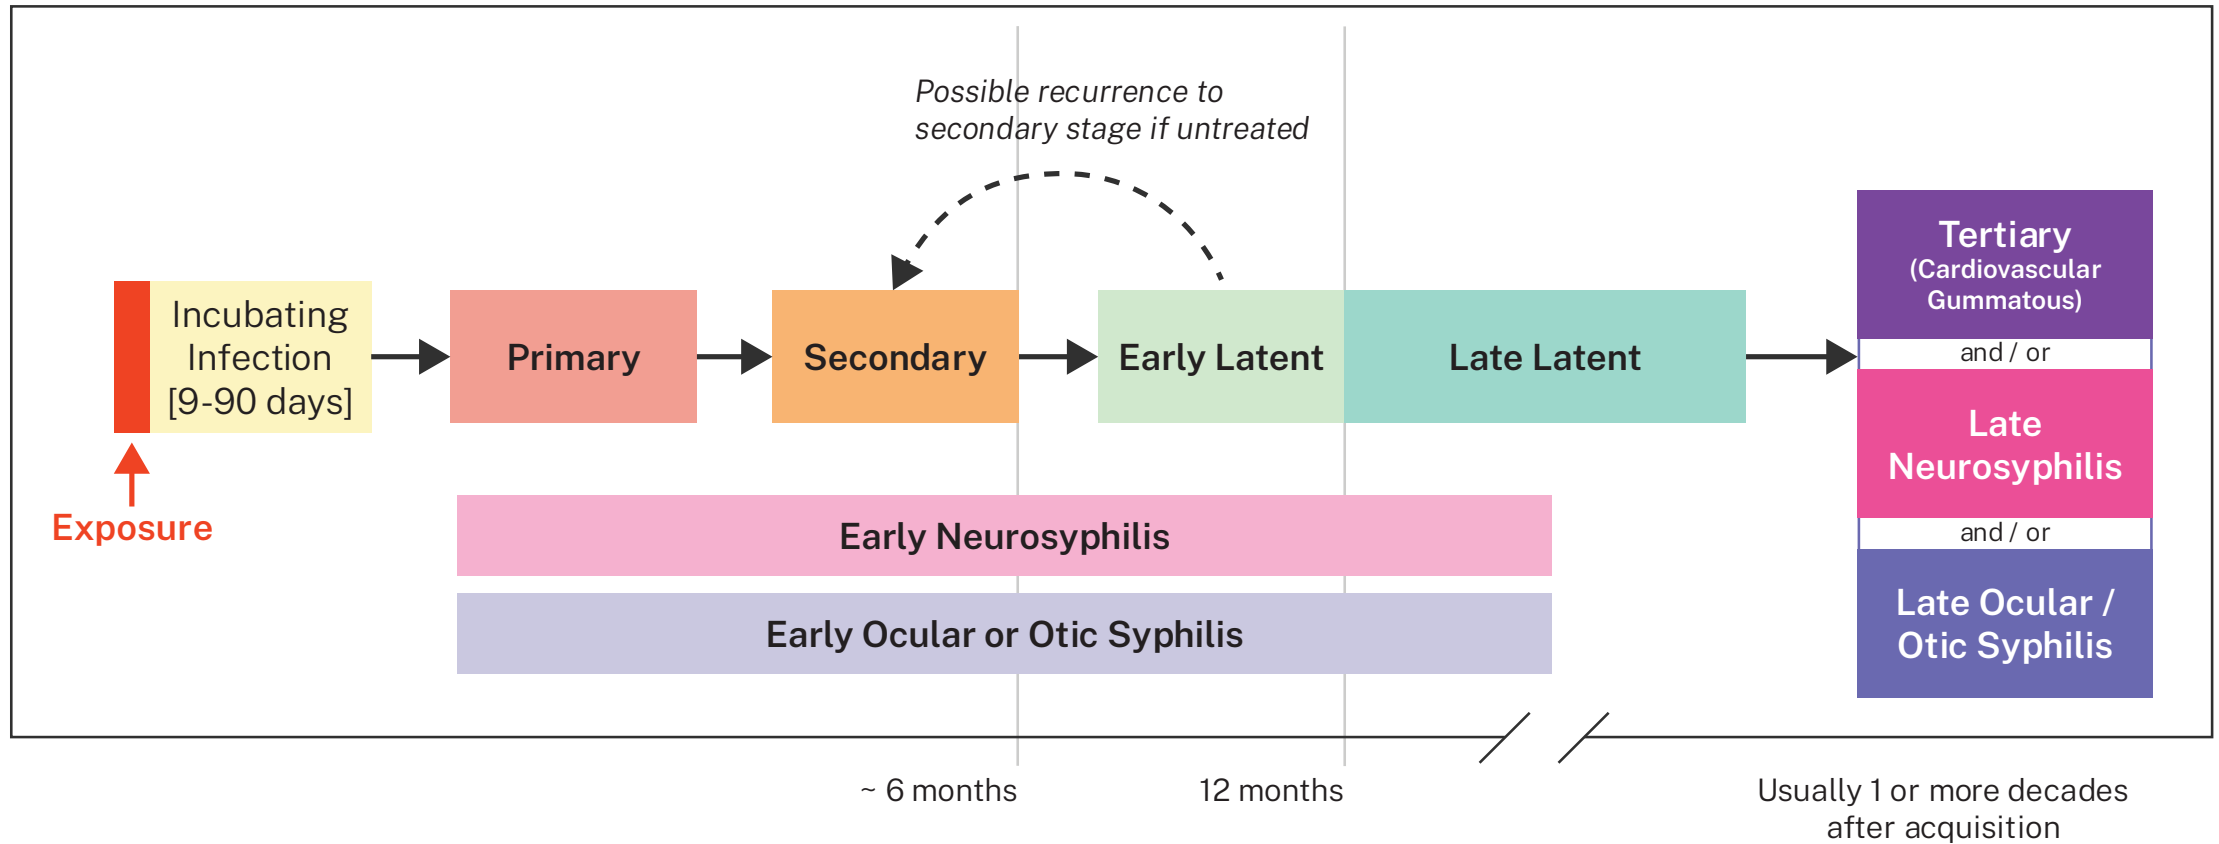 Possible recurrence to
secondary stage if untreated
Exposure
Incubating
Infection
[9-90 days]
Primary
Secondary
Early Latent
Late Latent
Tertiary
(Cardiovascular
Gummatous)
and / or
Late
Neurosyphilis
and / or
Late Ocular /
Otic Syphilis
Early Neurosyphilis
Early Ocular or Otic Syphilis
~ 6 months
12 months
Usually 1 or more decades
after acquisition